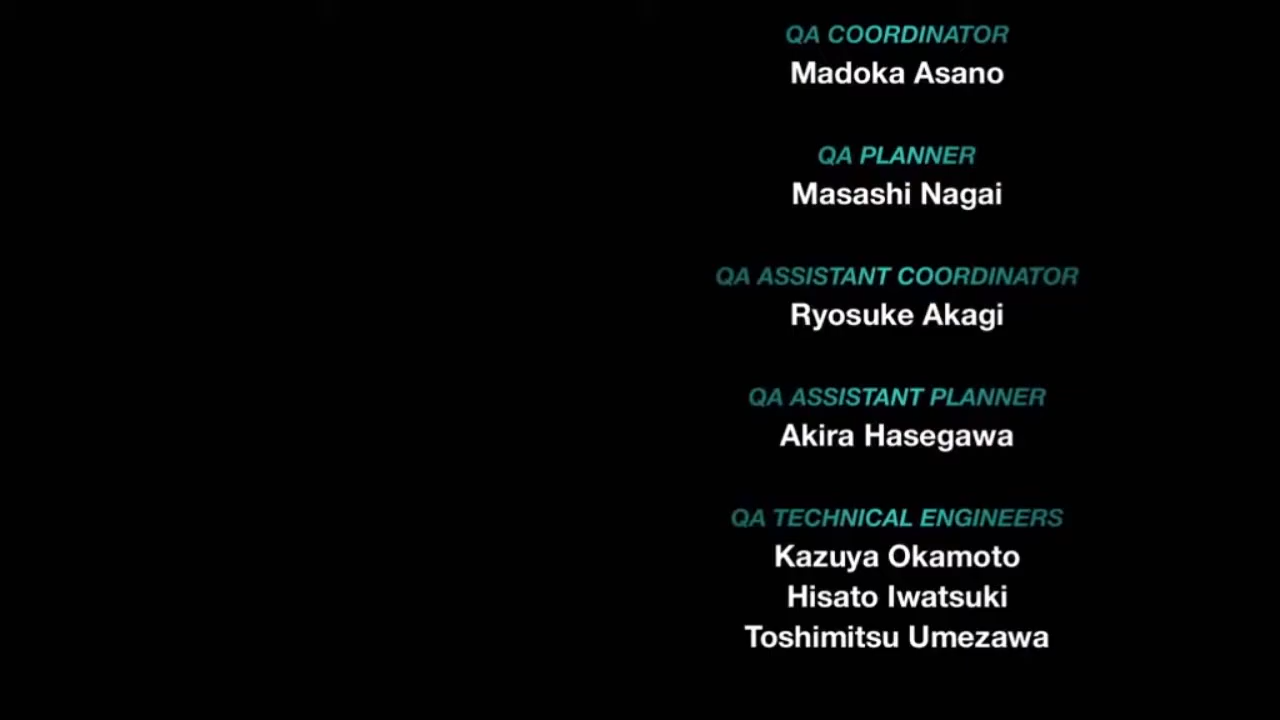 QA COORDINATOR
Madoka Asano
QA PLANNER
Masashi Nagai
QA ASSISTANT COORDINATOR
Ryosuke Akagi
QA ASSISTANT PLANNER
Akira Hasegawa
QA TECHNICAL ENGINEERS
Kazuya Okamoto
Hisato Iwatsuki
Toshimitsu Umezawa